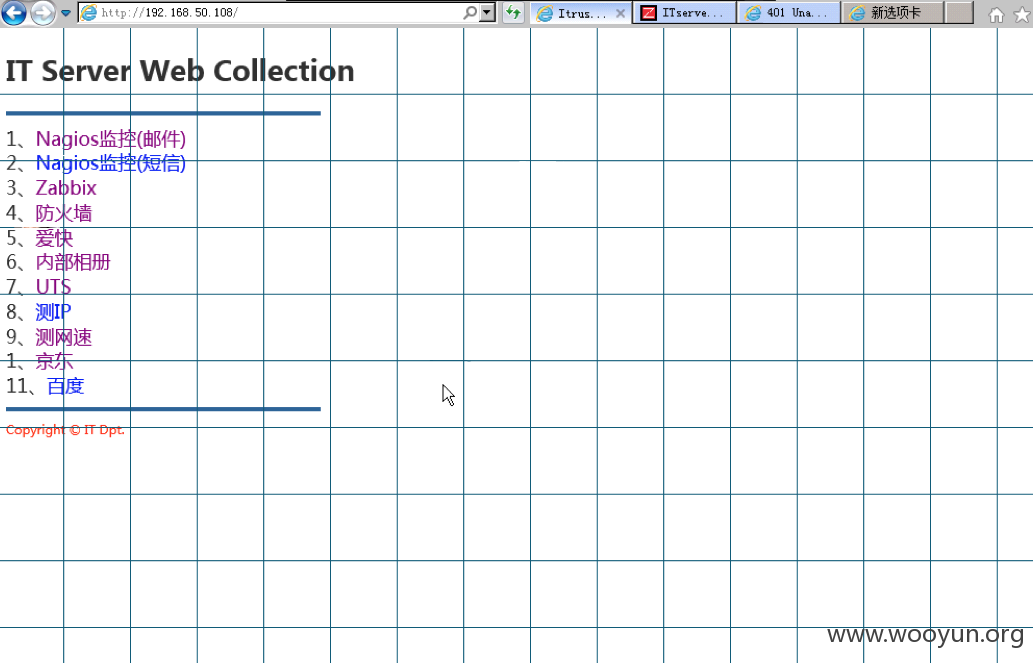 http://192.168.50.108/
Itrus...
ITserve...
401 Una...
新选项卡
IT Server Web Collection
1、Nagios监控(邮件)
2、Nagios监控(短信)
3、Zabbix
4、防火墙
5、爱快
6、内部相册
7、UTS
8、测IP
9、测网速
1、京东
11、百度
Copyright © IT Dpt.
www.wooyun.org